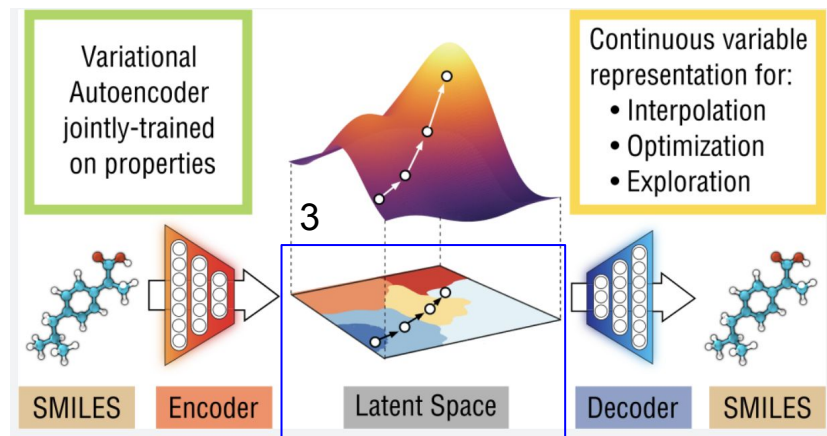 Variational
Autoencoder
jointly-trained
on properties
Continuous variable
representation for:
• Interpolation
• Optimization
• Exploration
3
SMILES
Encoder
Latent Space
Decoder
SMILES